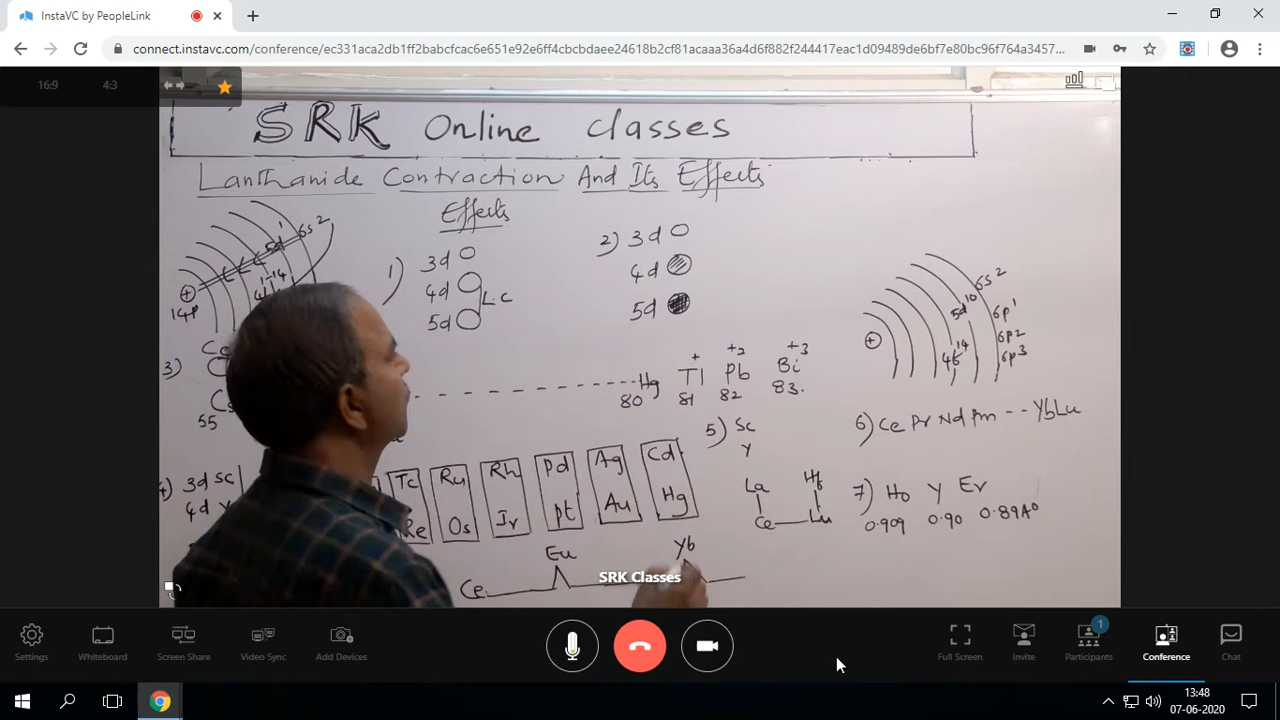 InstaVC by PeopleLink
connect.instavc.com/conference/ec331aca2db1ff2babcfcac6e651e92e6ff4cbcbdaee24618b2cf81acaaa36a4d6f882f244417eac1d09489de6bf7e80bc96f764a3457...
16:9 4:3
SRK Online Classes
Lanthanide Contraction And Its Effects
Effects
5d¹ 6s²
14p
1) 3d
4d
5d
L.C
2) 3d
4d
5d
6s²
5d¹⁰
6p¹
6p²
6p³
4f¹⁴
3) Ce
Cs
55
Hg
80
Tl⁺
81
Pb⁺²
82
Bi⁺³
83.
4) 3d Sc
4d Y
Tc
Re
Ru
Os
Rh
Ir
Pd
Pt
Ag
Au
Cd
Hg
5) Sc
Y
La Hf
Ce Lu
6) Ce Pr Nd Pm -- Yb Lu
7) Ho Y Er
0.909 0.90 0.89A⁰
Ce Eu Yb
SRK Classes
Settings Whiteboard Screen Share Video Sync Add Devices Full Screen Invite Participants 1 Conference Chat
13:48
07-06-2020